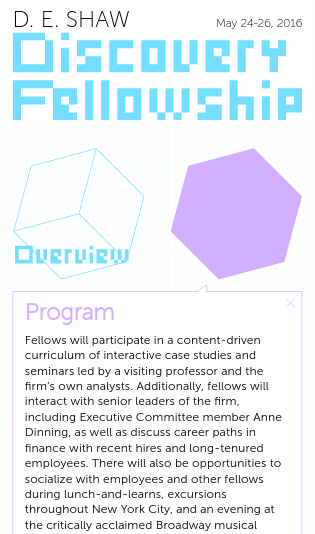 D. E. SHAW
May 24-26, 2016
Discovery
Fellowship
Overview
Program
Fellows will participate in a content-driven
curriculum of interactive case studies and
seminars led by a visiting professor and the
firm's own analysts. Additionally, fellows will
interact with senior leaders of the firm,
including Executive Committee member Anne
Dinning, as well as discuss career paths in
finance with recent hires and long-tenured
employees. There will also be opportunities to
socialize with employees and other fellows
during lunch-and-learns, excursions
throughout New York City, and an evening at
the critically acclaimed Broadway musical